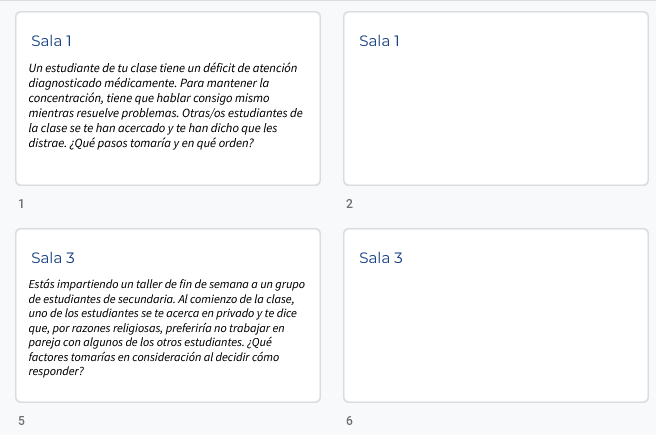 Sala 1
Un estudiante de tu clase tiene un déficit de atención
diagnosticado médicamente. Para mantener la
concentración, tiene que hablar consigo mismo
mientras resuelve problemas. Otras/os estudiantes de
la clase se te han acercado y te han dicho que les
distrae. ¿Qué pasos tomaría y en qué orden?
1
Sala 1
2
Sala 3
Estás impartiendo un taller de fin de semana a un grupo
de estudiantes de secundaria. Al comienzo de la clase,
uno de los estudiantes se te acerca en privado y te dice
que, por razones religiosas, preferiría no trabajar en
pareja con algunos de los otros estudiantes. ¿Qué
factores tomarías en consideración al decidir cómo
responder?
5
Sala 3
6